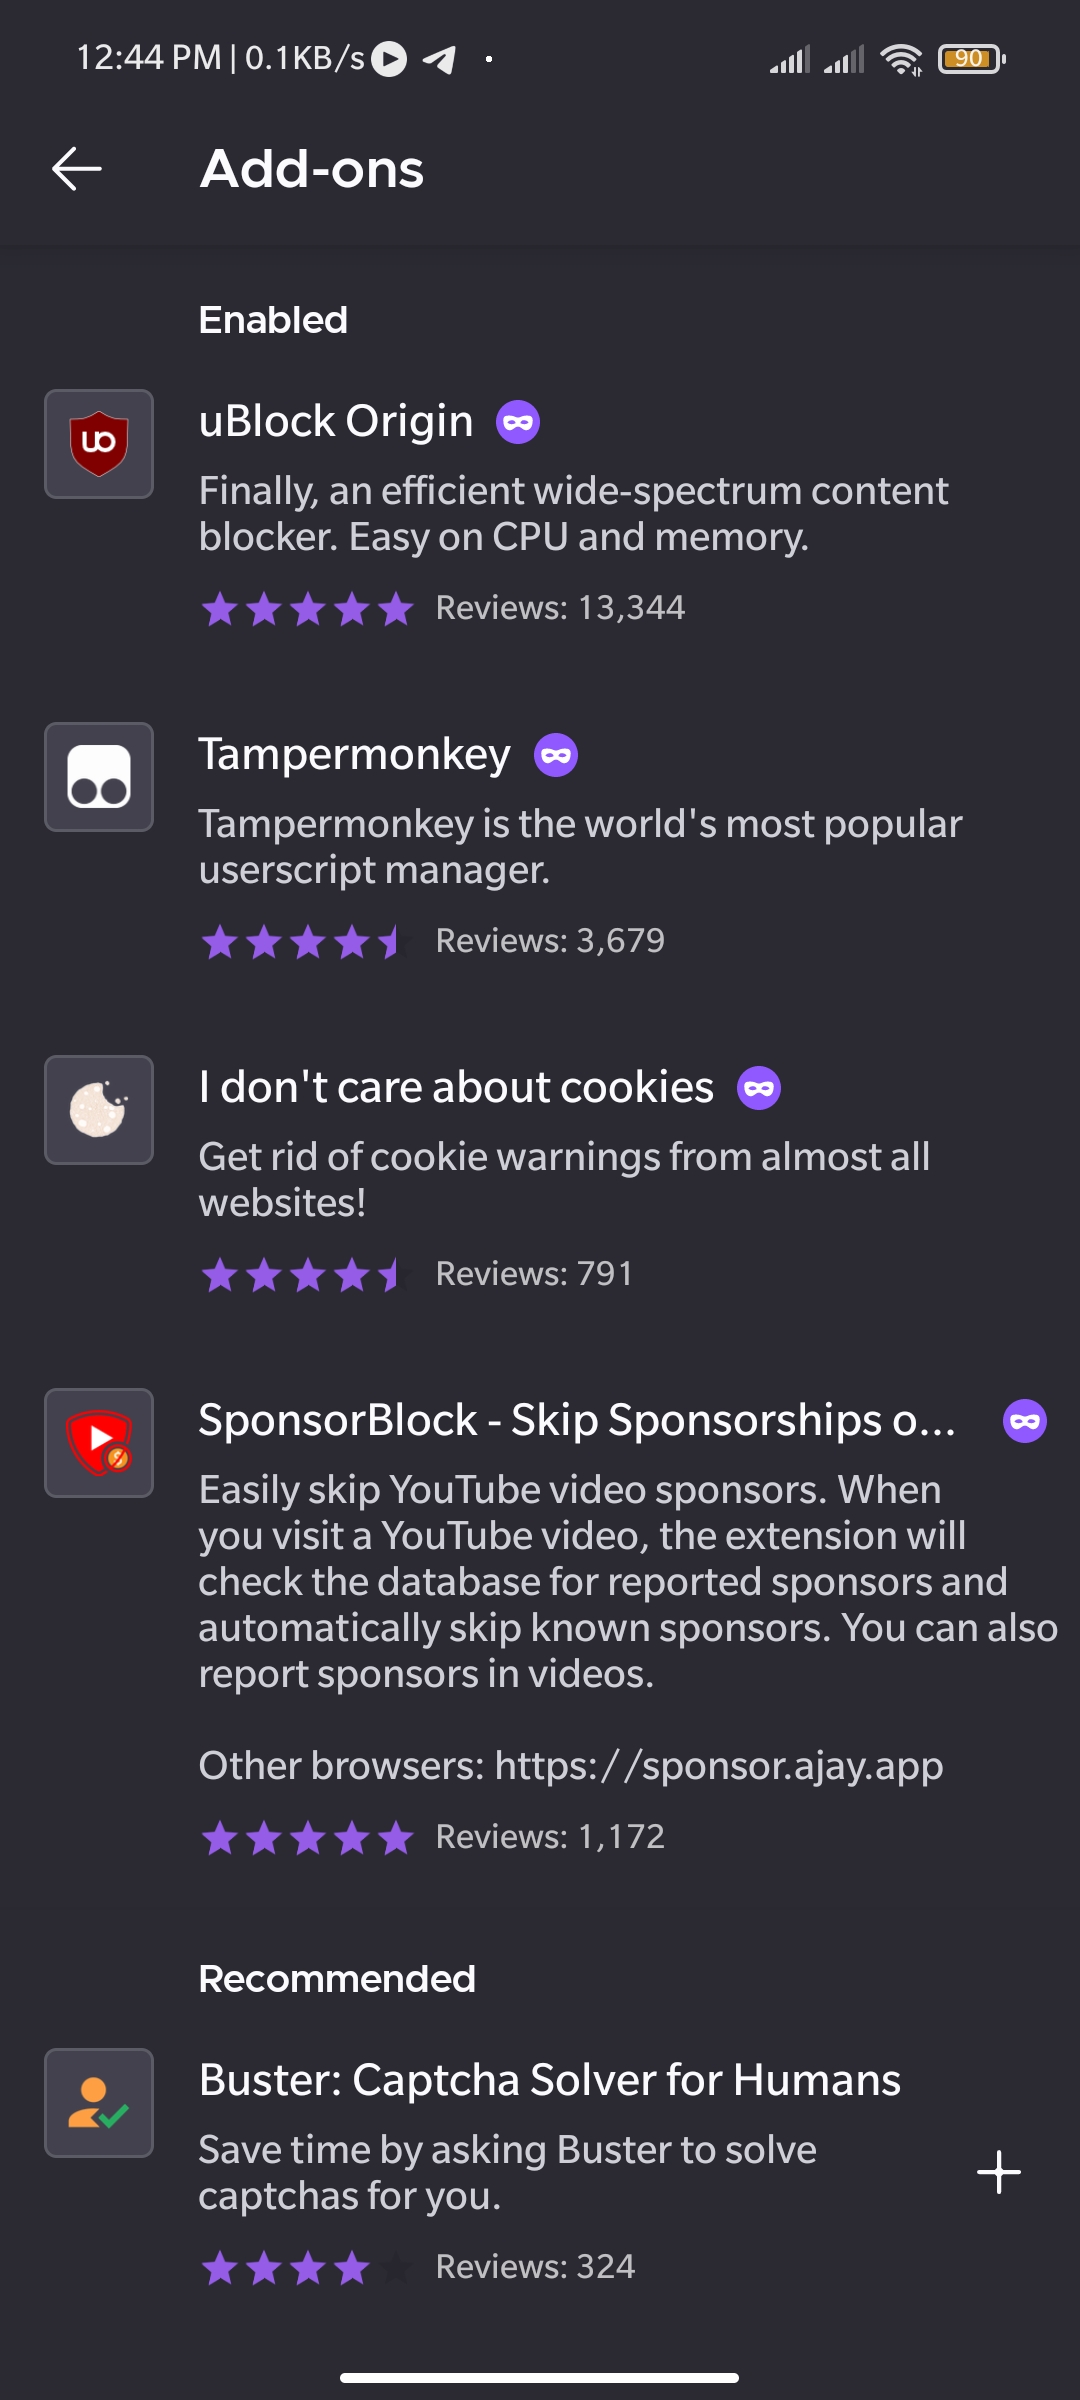 12:44 PM | 0.1KB/s
90
Add-ons
Enabled
uBlock Origin
Finally, an efficient wide-spectrum content
blocker. Easy on CPU and memory.
Reviews: 13,344
Tampermonkey
Tampermonkey is the world's most popular
userscript manager.
Reviews: 3,679
I don't care about cookies
Get rid of cookie warnings from almost all
websites!
Reviews: 791
SponsorBlock - Skip Sponsorships o...
Easily skip YouTube video sponsors. When
you visit a YouTube video, the extension will
check the database for reported sponsors and
automatically skip known sponsors. You can also
report sponsors in videos.
Other browsers: https://sponsor.ajay.app
Reviews: 1,172
Recommended
Buster: Captcha Solver for Humans
Save time by asking Buster to solve
captchas for you.
Reviews: 324